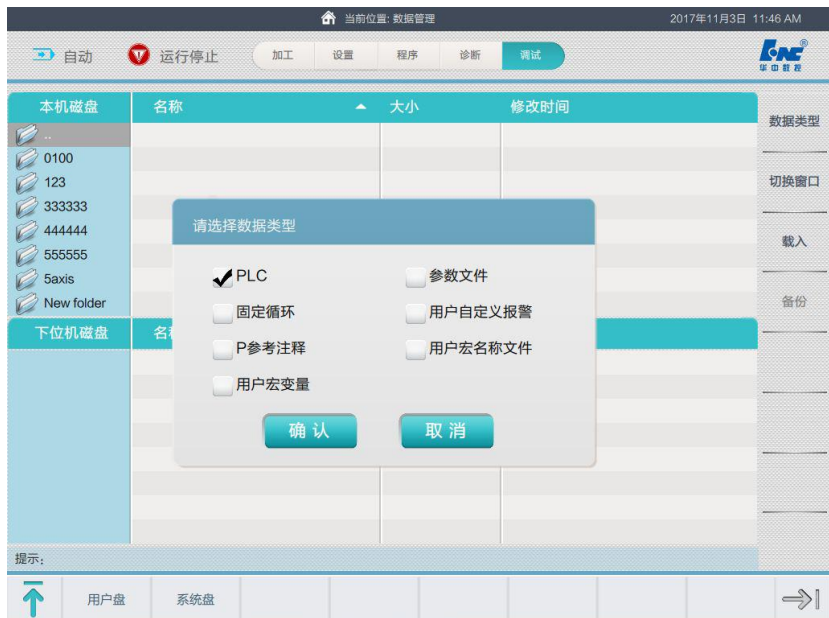 当前位置: 数据管理
2017年11月3日 11:46 AM
自动
运行停止
加工
设置
程序
诊断
调试
HNC®
华中数控
本机磁盘
名称
大小
修改时间
..
0100
123
333333
444444
555555
5axis
New folder
数据类型
切换窗口
载入
备份
请选择数据类型
PLC
参数文件
固定循环
用户自定义报警
P参考注释
用户宏名称文件
用户宏变量
确认
取消
下位机磁盘
提示:
用户盘
系统盘